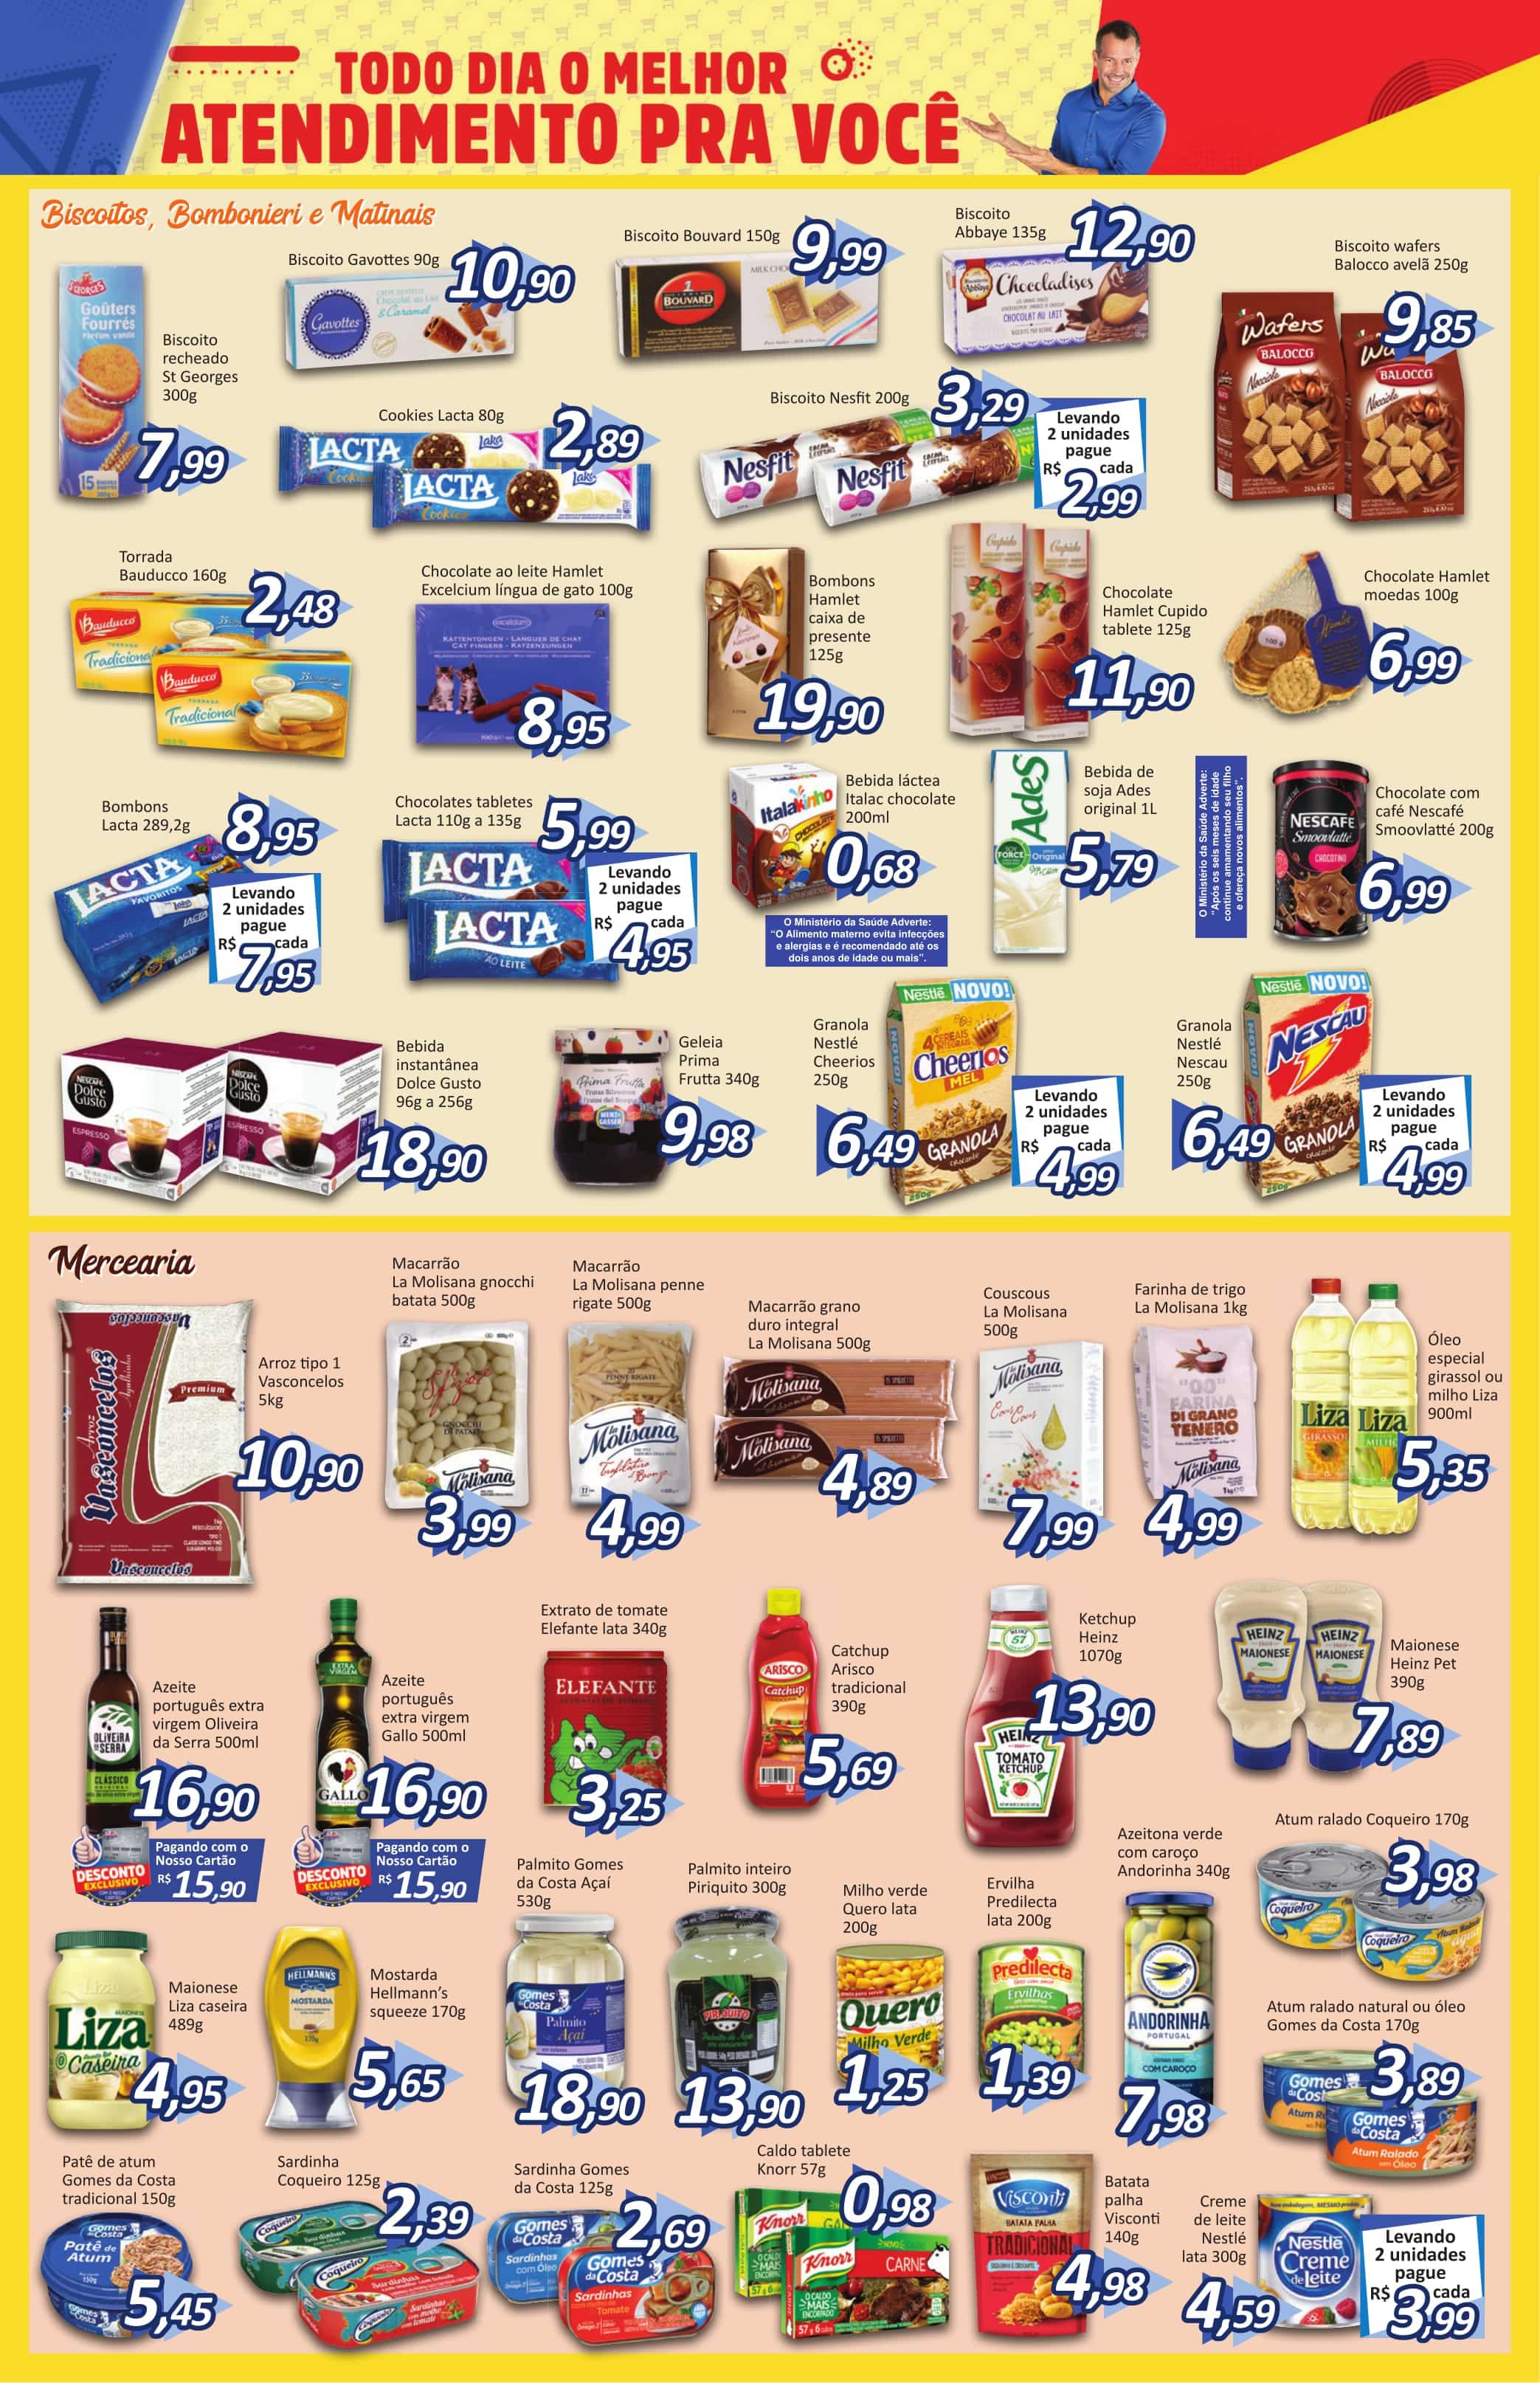 TODO DIA O MELHOR
ATENDIMENTO PRA VOCÊ
Biscoitos, Bombonieri e Matinais
Biscoito
recheado
St Georges
300g
7,99
Biscoito Gavottes 90g
10,90
Biscoito Bouvard 150g
9,99
Biscoito
Abbaye 135g
12,90
Biscoito wafers
Balocco avelã 250g
9,85
Cookies Lacta 80g
2,89
Biscoito Nesfit 200g
3,29
Levando
2 unidades
pague
R$ cada
2,99
Torrada
Bauducco 160g
2,48
Chocolate ao leite Hamlet
Excelcium língua de gato 100g
8,95
Bombons
Hamlet
caixa de
presente
125g
19,90
Chocolate
Hamlet Cupido
tablete 125g
11,90
Chocolate Hamlet
moedas 100g
6,99
Bombons
Lacta 289,2g
8,95
Levando
2 unidades
pague
R$ cada
7,95
Chocolates tabletes
Lacta 110g a 135g
5,99
Levando
2 unidades
pague
R$ cada
4,95
Bebida láctea
Italac chocolate
200ml
0,68
O Ministério da Saúde Adverte:
"O Alimento materno evita infecções
e alergias e é recomendado até os
dois anos de idade ou mais".
Bebida de
soja Ades
original 1L
5,79
O Ministério da Saúde Adverte:
"Após os seis meses de idade
continue amamentando seu filho
e ofereça novos alimentos".
Chocolate com
café Nescafé
Smoovlatté 200g
6,99
Bebida
instantânea
Dolce Gusto
96g a 256g
18,90
Geleia
Prima
Frutta 340g
9,98
Granola
Nestlé
Cheerios
250g
6,49
Levando
2 unidades
pague
R$ cada
4,99
Granola
Nestlé
Nescau
250g
6,49
Levando
2 unidades
pague
R$ cada
4,99
Mercearia
Arroz tipo 1
Vasconcelos
5kg
10,90
Macarrão
La Molisana gnocchi
batata 500g
3,99
Macarrão
La Molisana penne
rigate 500g
4,99
Macarrão grano
duro integral
La Molisana 500g
4,89
Couscous
La Molisana
500g
7,99
Farinha de trigo
La Molisana 1kg
4,99
Óleo
especial
girassol ou
milho Liza
900ml
5,35
Azeite
português extra
virgem Oliveira
da Serra 500ml
16,90
DESCONTO
EXCLUSIVO
Pagando com o
Nosso Cartão
R$ 15,90
Azeite
português
extra virgem
Gallo 500ml
16,90
DESCONTO
EXCLUSIVO
Pagando com o
Nosso Cartão
R$ 15,90
Extrato de tomate
Elefante lata 340g
3,25
Catchup
Arisco
tradicional
390g
5,69
Ketchup
Heinz
1070g
13,90
Maionese
Heinz Pet
390g
7,89
Maionese
Liza caseira
489g
4,95
Mostarda
Hellmann's
squeeze 170g
5,65
Palmito Gomes
da Costa Açaí
530g
18,90
Palmito inteiro
Piriquito 300g
13,90
Milho verde
Quero lata
200g
1,25
Ervilha
Predilecta
lata 200g
1,39
Azeitona verde
com caroço
Andorinha 340g
7,98
Atum ralado Coqueiro 170g
3,98
Atum ralado natural ou óleo
Gomes da Costa 170g
3,89
Patê de atum
Gomes da Costa
tradicional 150g
5,45
Sardinha
Coqueiro 125g
2,39
Sardinha Gomes
da Costa 125g
2,69
Caldo tablete
Knorr 57g
0,98
Batata
palha
Visconti
140g
4,98
Creme
de leite
Nestlé
lata 300g
4,59
Levando
2 unidades
pague
R$ cada
3,99